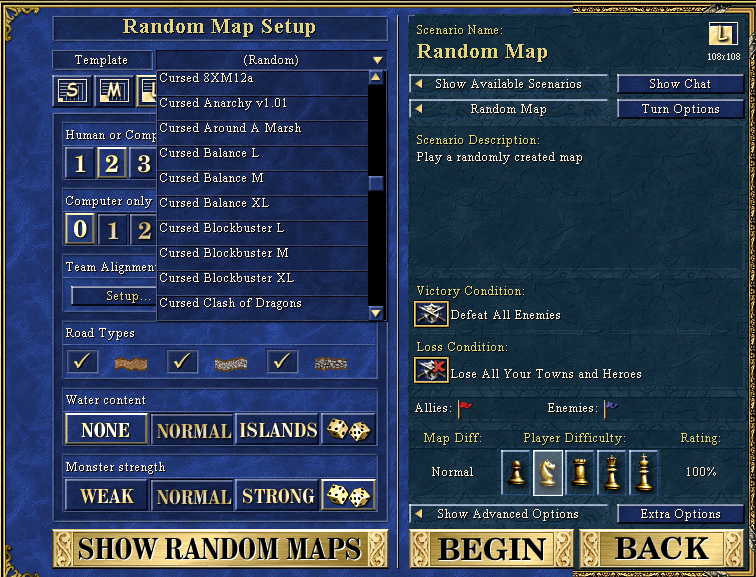 Random Map Setup
Template
(Random)
S M L
Cursed 8XM12a
Cursed Anarchy v1.01
Cursed Around A Marsh
Cursed Balance L
Cursed Balance M
Cursed Balance XL
Cursed Blockbuster L
Cursed Blockbuster M
Cursed Blockbuster XL
Cursed Clash of Dragons
Human or Comp
1 2 3
Computer only
0 1 2
Team Alignmen
Setup...
Road Types
Water content
NONE NORMAL ISLANDS
Monster strength
WEAK NORMAL STRONG
SHOW RANDOM MAPS
Scenario Name:
Random Map
L
108x108
Show Available Scenarios
Show Chat
Random Map
Turn Options
Scenario Description:
Play a randomly created map
Victory Condition:
Defeat All Enemies
Loss Condition:
Lose All Your Towns and Heroes
Allies:
Enemies:
Map Diff: Player Difficulty: Rating:
Normal 100%
Show Advanced Options
Extra Options
BEGIN
BACK